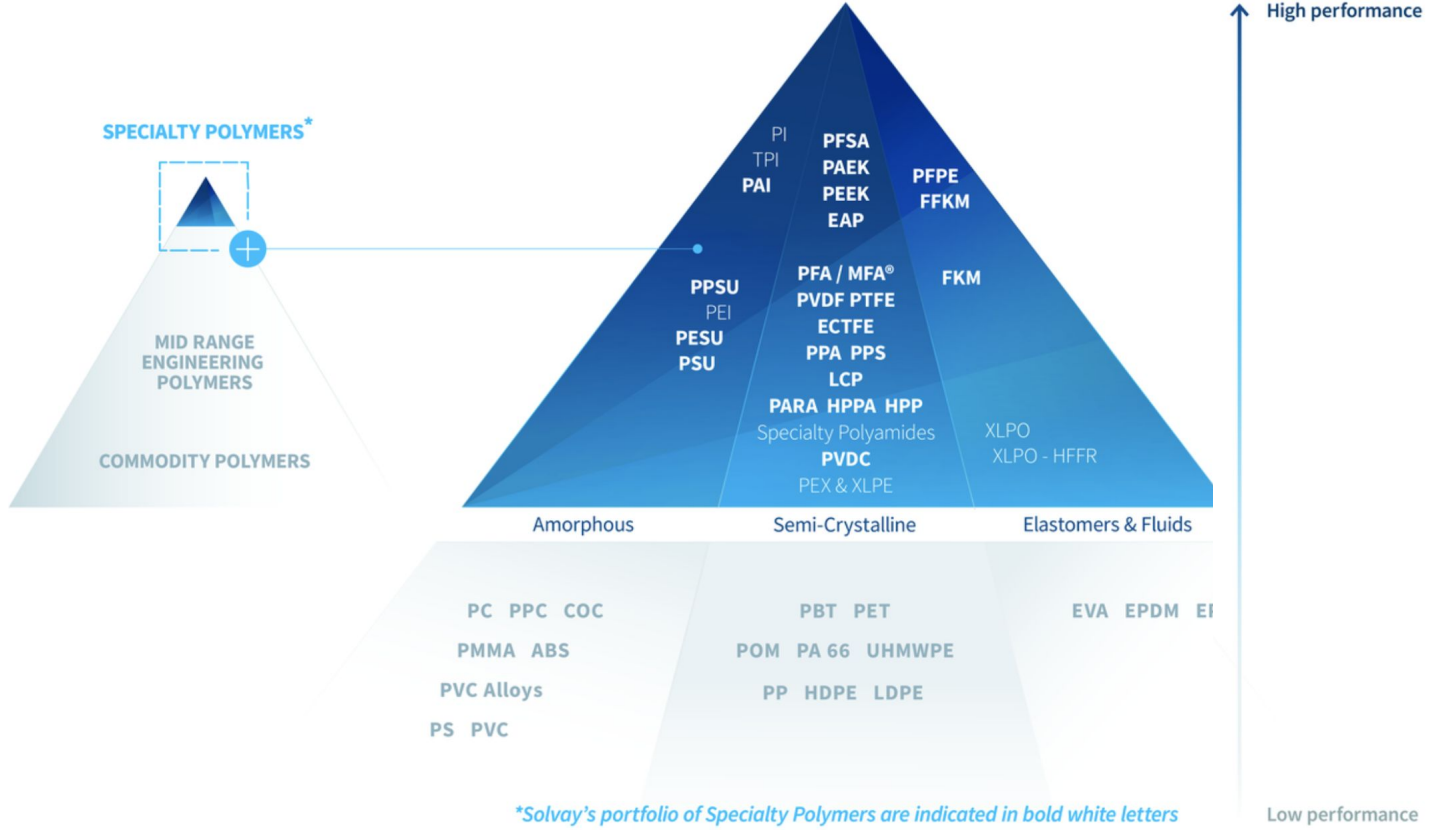 High performance
SPECIALTY POLYMERS*
MID RANGE
ENGINEERING
POLYMERS
COMMODITY POLYMERS
PI
TPI
PAI
PPSU
PEI
PESU
PSU
PFSA
PAEK
PEEK
EAP
PFA / MFA®
PVDF PTFE
ECTFE
PPA PPS
LCP
PARA HPPA HPP
Specialty Polyamides
PVDC
PEX & XLPE
PFPE
FFKM
FKM
XLPO
XLPO - HFFR
Amorphous
Semi-Crystalline
Elastomers & Fluids
PC PPC COC
PMMA ABS
PVC Alloys
PS PVC
PBT PET
POM PA 66 UHMWPE
PP HDPE LDPE
EVA EPDM
*Solvay's portfolio of Specialty Polymers are indicated in bold white letters
Low performance